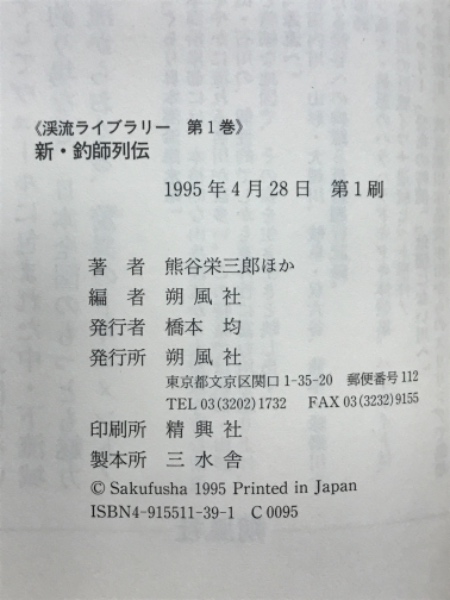 《渓流ライブラリー　第1巻》
新・釣師列伝
1995年4月28日　第1刷
著　者　熊谷栄三郎ほか
編　者　朔風社
発行者　橋本　均
発行所　朔風社
東京都文京区関口1-35-20　郵便番号112
TEL 03(3202)1732　FAX 03(3232)9155
印刷所　精興社
製本所　三水舎
© Sakufusha 1995 Printed in Japan
ISBN4-915511-39-1　C0095